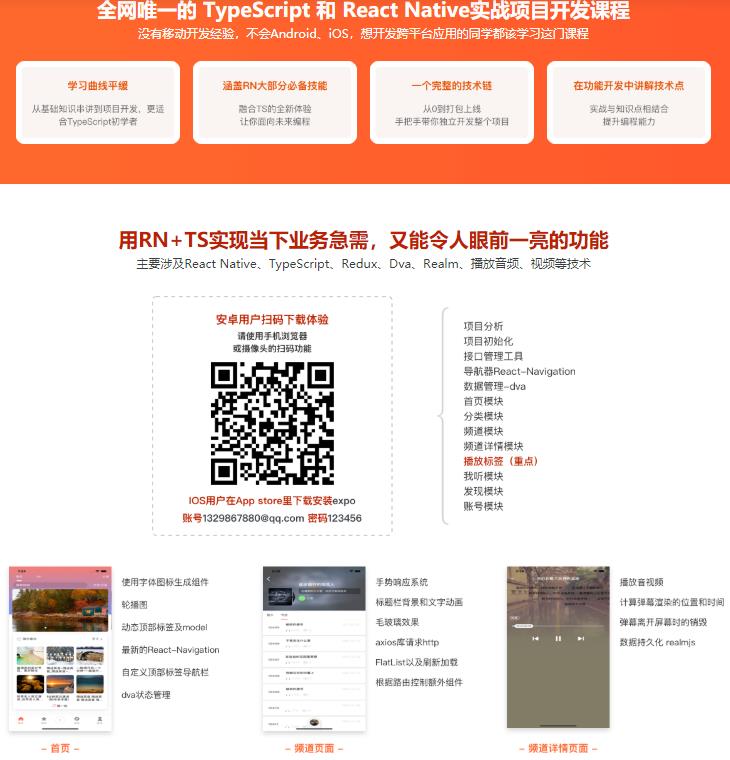 全网唯一的 TypeScript 和 React Native实战项目开发课程
没有移动开发经验，不会Android、iOS，想开发跨平台应用的同学都该学习这门课程
学习曲线平缓
从基础知识串讲到项目开发，更适
合TypeScript初学者
涵盖RN大部分必备技能
融合TS的全新体验
让你面向未来编程
一个完整的技术链
从0到打包上线
手把手带你独立开发整个项目
在功能开发中讲解技术点
实战与知识点相结合
提升编程能力
用RN+TS实现当下业务急需，又能令人眼前一亮的功能
主要涉及React Native、TypeScript、Redux、Dva、Realm、播放音频、视频等技术
安卓用户扫码下载体验
请使用手机浏览器
或摄像头的扫码功能
IOS用户在App store里下载安装expo
账号1329867880@qq.com 密码123456
项目分析
项目初始化
接口管理工具
导航器React-Navigation
数据管理-dva
首页模块
分类模块
频道模块
频道详情模块
播放标签（重点）
我听模块
发现模块
账号模块
使用字体图标生成组件
轮播图
动态顶部标签及model
最新的React-Navigation
自定义顶部标签导航栏
dva状态管理
– 首页 –
手势响应系统
标题栏背景和文字动画
毛玻璃效果
axios库请求http
FlatList以及刷新加载
根据路由控制额外组件
– 频道页面 –
播放音视频
计算弹幕渲染的位置和时间
弹幕离开屏幕时的销毁
数据持久化 realmjs
– 频道详情页面 –